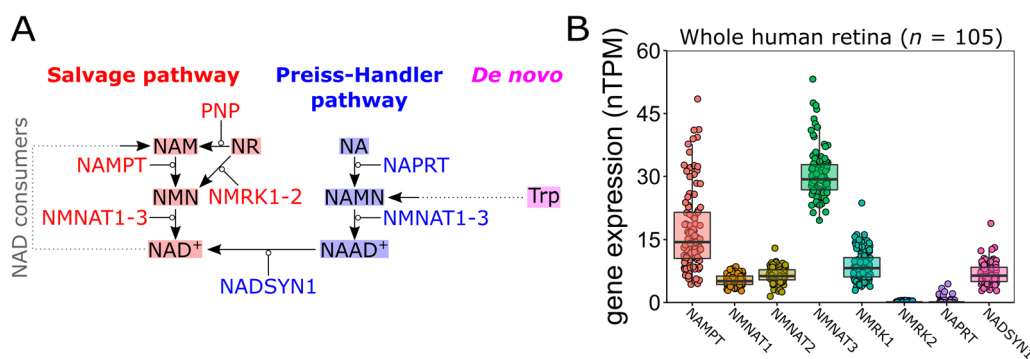 A
Salvage pathway
Preiss-Handler
pathway
De novo
PNP
NAM
NR
NA
NAMPT
NAPRT
NMN
NMRK1-2
NAMN
Trp
NMNAT1-3
NMNAT1-3
NAD+
NAAD+
NADSYN1
NAD consumers
B
Whole human retina (n = 105)
gene expression (nTPM)
60
45
30
15
0
NAMPT
NMNAT1
NMNAT2
NMNAT3
NMRK1
NMRK2
NAPRT
NADSYN1